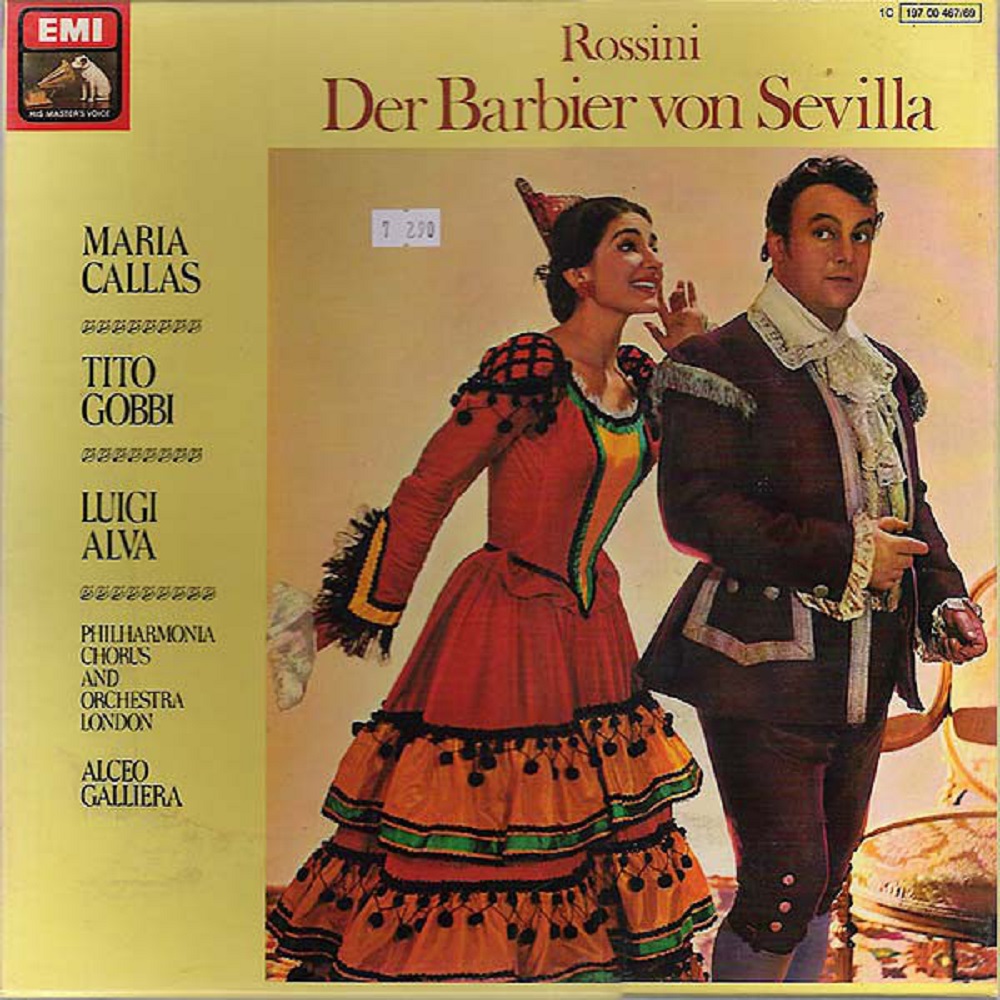 EMI
HIS MASTER'S VOICE
1C 197.00 467/69
Rossini
Der Barbier von Sevilla
7 290
MARIA
CALLAS
TITO
GOBBI
LUIGI
ALVA
PHILHARMONIA
CHORUS
AND
ORCHESTRA
LONDON
ALCEO
GALLIERA